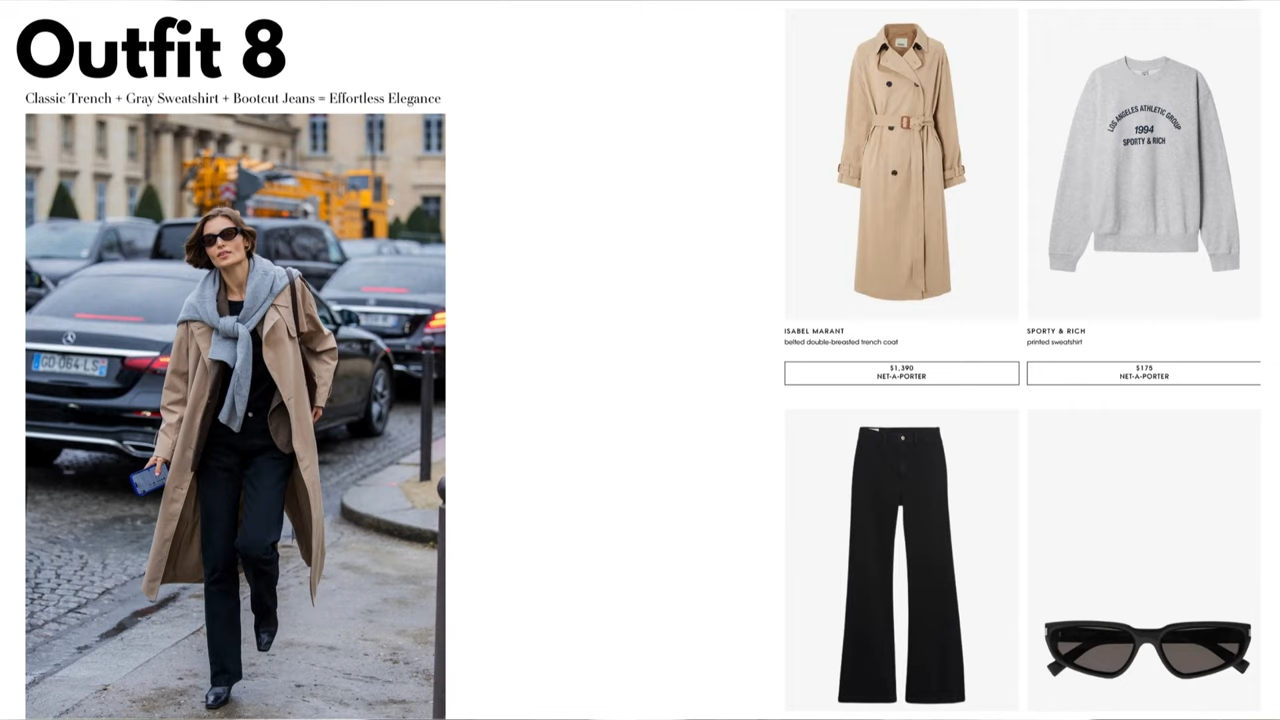 Outfit 8
Classic Trench + Gray Sweatshirt + Bootcut Jeans = Effortless Elegance
GD 064 LS
ISABEL MARANT
belted double-breasted trench coat
$1,390
NET-A-PORTER
LOS ANGELES ATHLETIC GROUP
1994
SPORTY & RICH
SPORTY & RICH
printed sweatshirt
$175
NET-A-PORTER